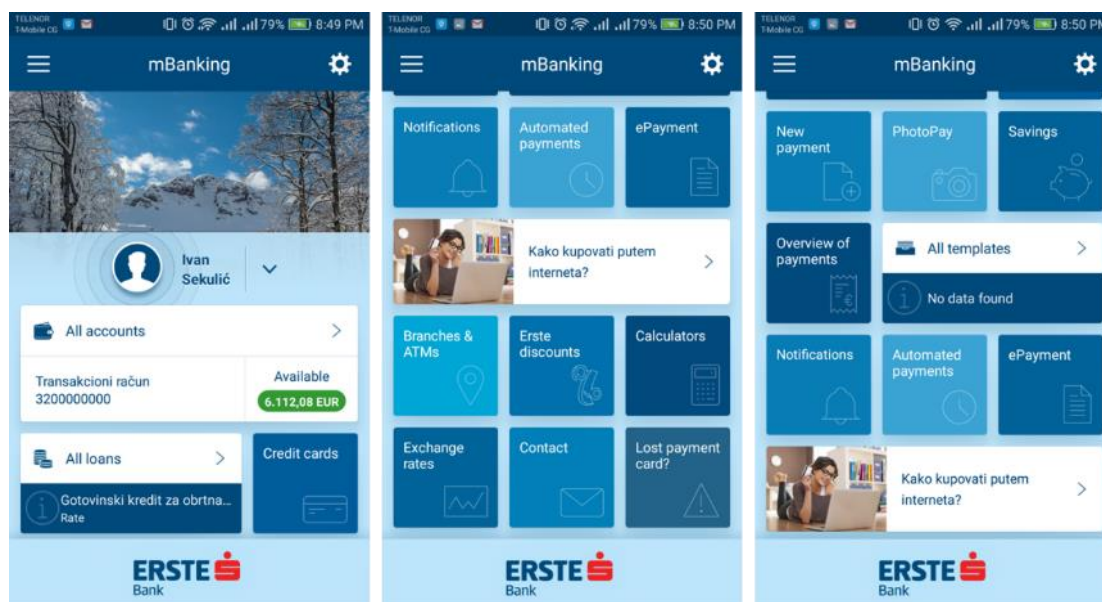 TELENOR
T-Mobile CG
79% 8:49 PM
mBanking
Ivan
Sekulić
All accounts
Transakcioni račun
3200000000
Available
6.112,08 EUR
All loans
Gotovinski kredit za obrtna...
Rate
Credit cards
ERSTE
Bank
TELENOR
T-Mobile CG
79% 8:50 PM
mBanking
Notifications
Automated
payments
ePayment
Kako kupovati putem
interneta?
Branches &
ATMs
Erste
discounts
Calculators
Exchange
rates
Contact
Lost payment
card?
ERSTE
Bank
TELENOR
T-Mobile CG
79% 8:50 PM
mBanking
New
payment
PhotoPay
Savings
Overview of
payments
All templates
No data found
Notifications
Automated
payments
ePayment
Kako kupovati putem
interneta?
ERSTE
Bank